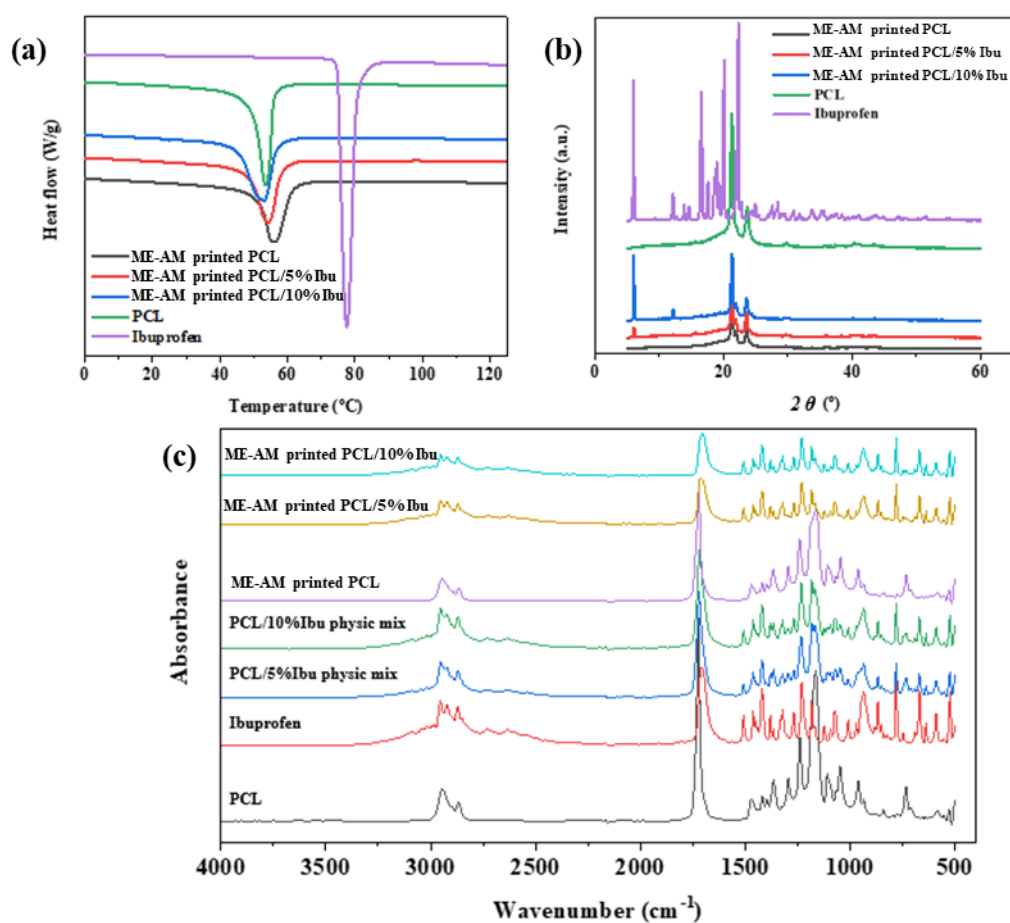 (a)
Heat flow (W/g)
ME-AM printed PCL
ME-AM printed PCL/5%Ibu
ME-AM printed PCL/10%Ibu
PCL
Ibuprofen
0 20 40 60 80 100 120
Temperature (°C)
(b)
Intensity (a.u.)
ME-AM printed PCL
ME-AM printed PCL/5% Ibu
ME-AM printed PCL/10%Ibu
PCL
Ibuprofen
0 20 40 60
2 θ (°)
(c)
Absorbance
ME-AM printed PCL/10%Ibu
ME-AM printed PCL/5%Ibu
ME-AM printed PCL
PCL/10%Ibu physic mix
PCL/5%Ibu physic mix
Ibuprofen
PCL
4000 3500 3000 2500 2000 1500 1000 500
Wavenumber (cm⁻¹)